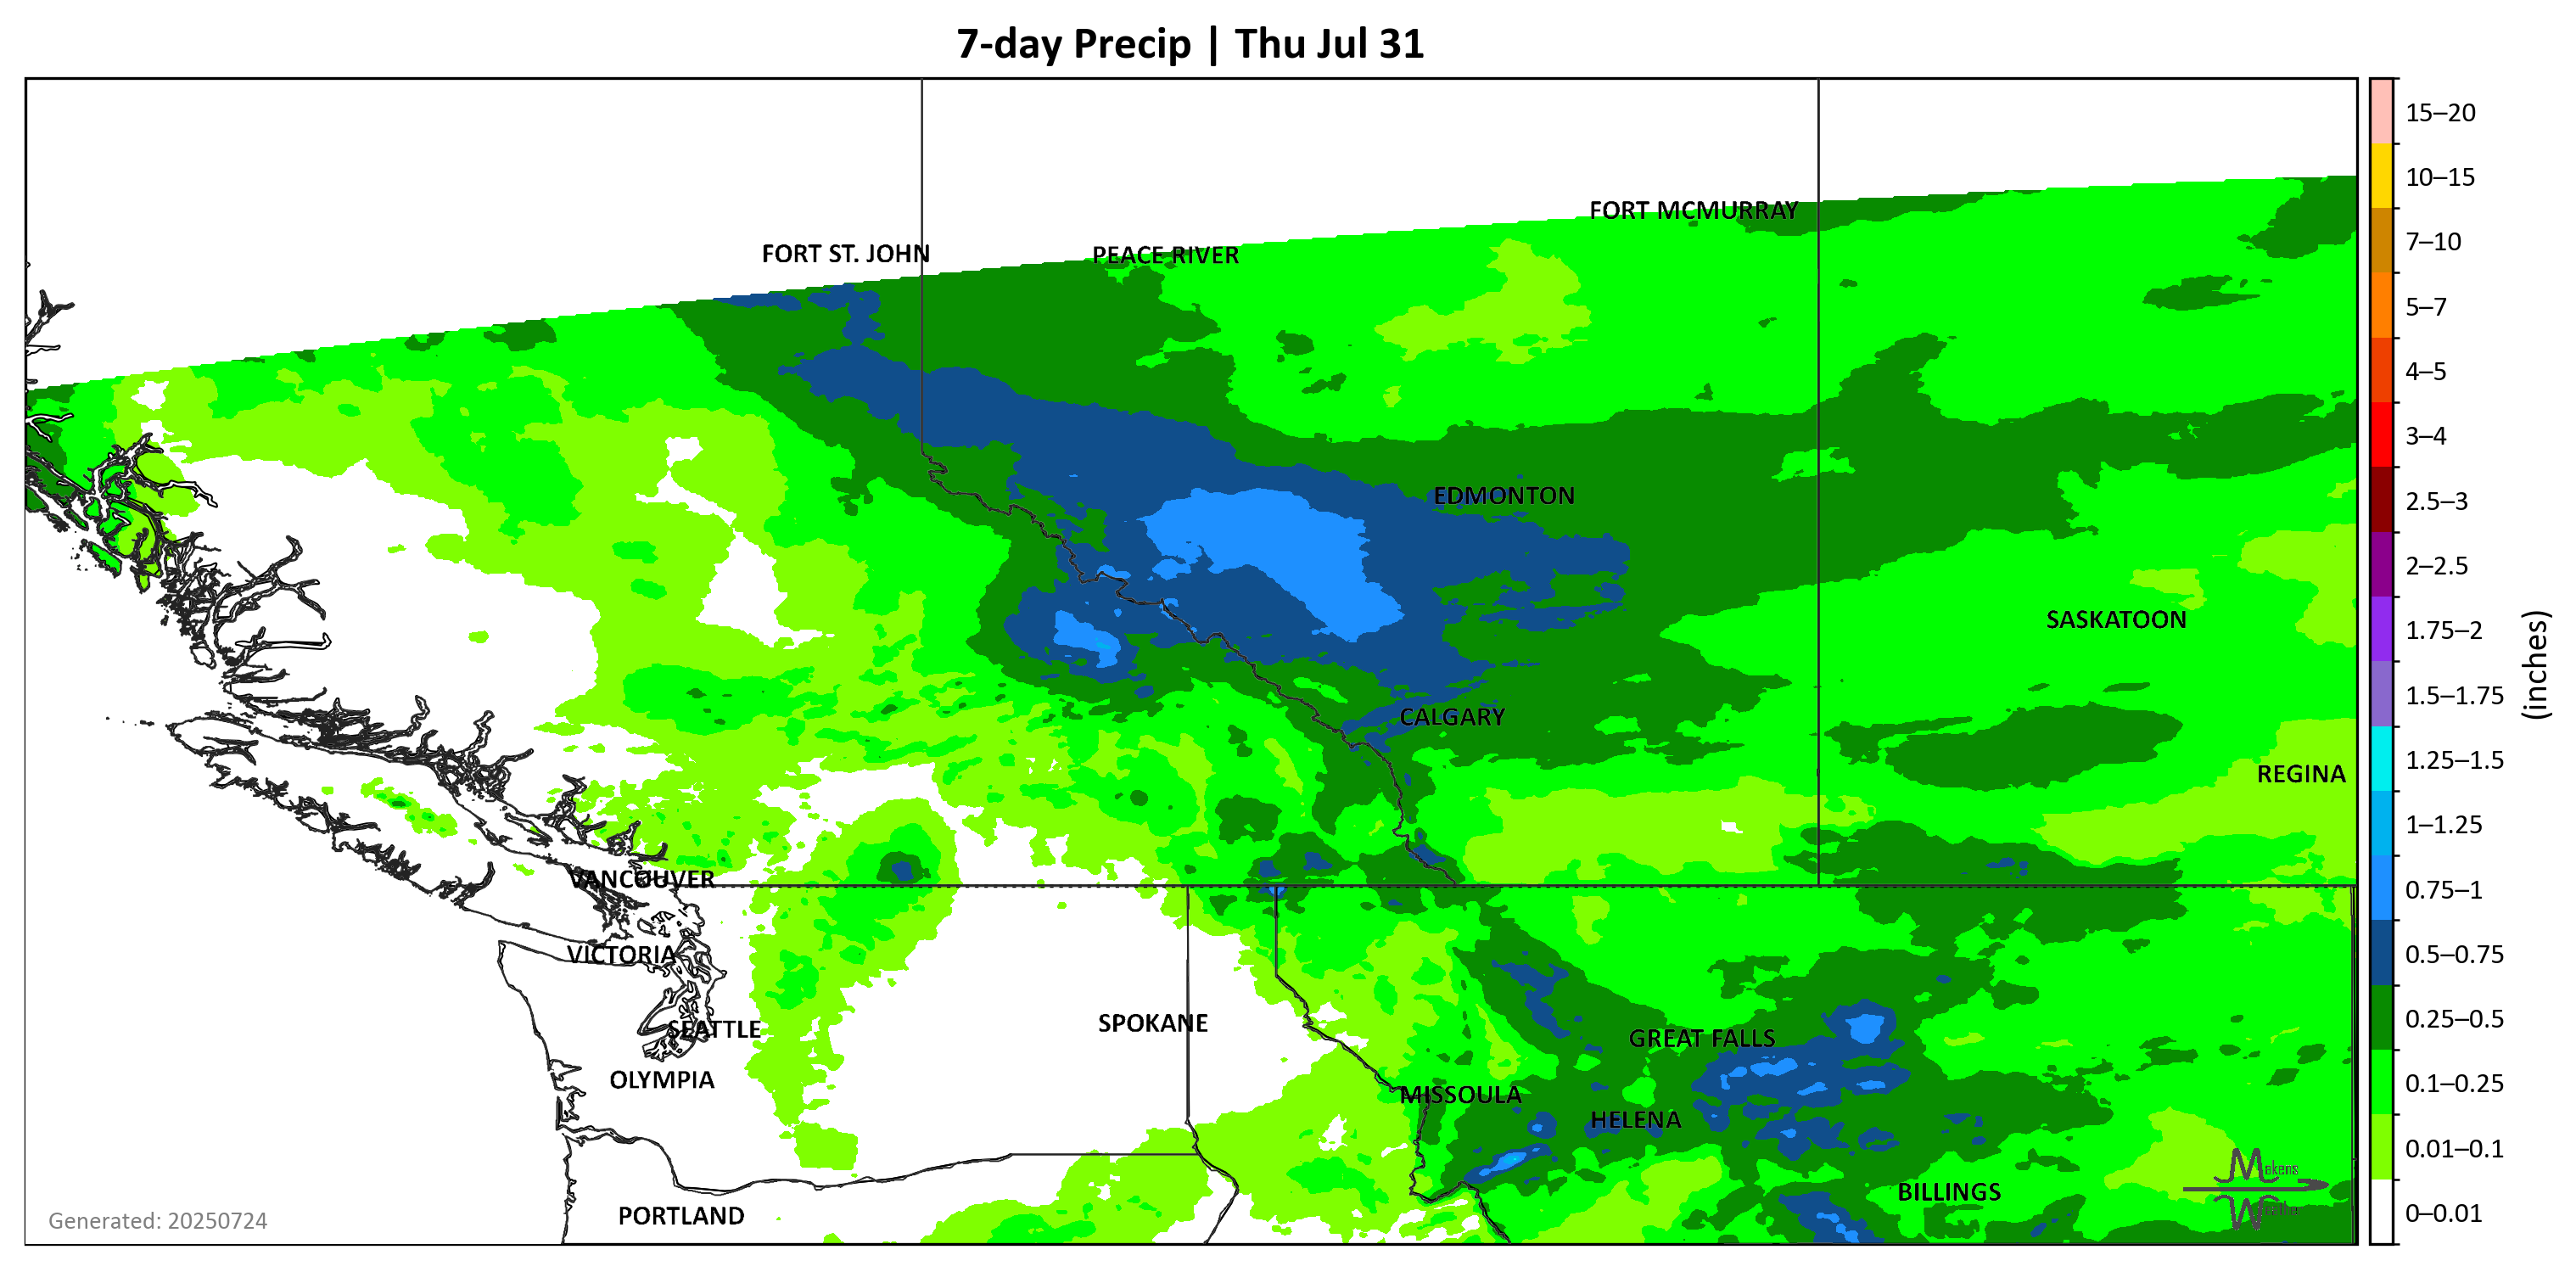 7-day Precip | Thu Jul 31
FORT MCMURRAY
FORT ST. JOHN
PEACE RIVER
EDMONTON
SASKATOON
CALGARY
REGINA
VANCOUVER
VICTORIA
SPOKANE
SEATTLE
GREAT FALLS
OLYMPIA
MISSOULA
HELENA
BILLINGS
PORTLAND
Generated: 20250724
15–20
10–15
7–10
5–7
4–5
3–4
2.5–3
2–2.5
1.75–2
1.5–1.75
1.25–1.5
1–1.25
0.75–1
0.5–0.75
0.25–0.5
0.1–0.25
0.01–0.1
0–0.01
(inches)
Makens